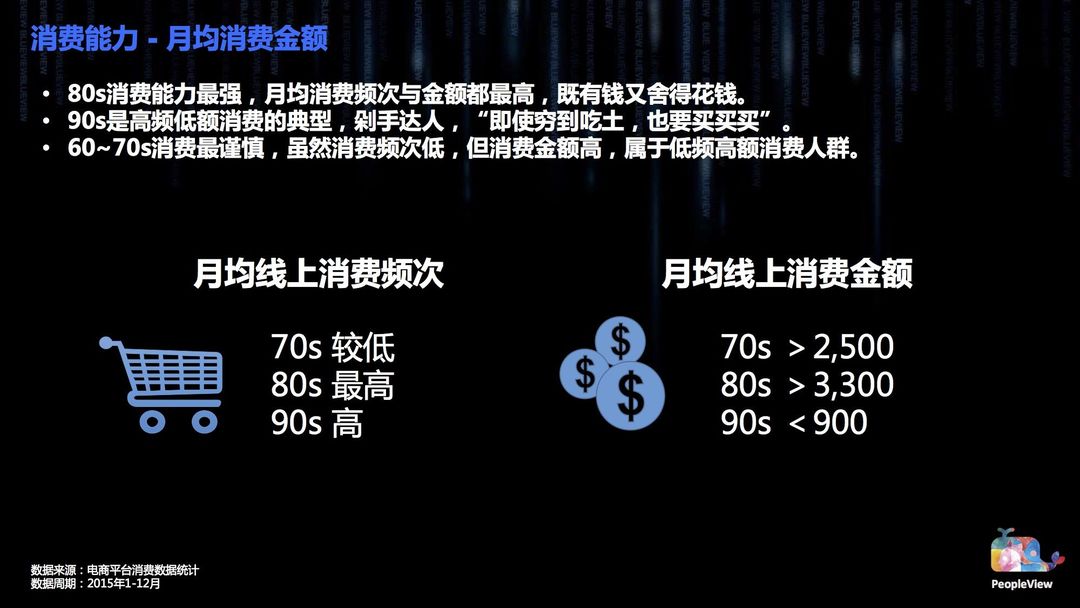 消费能力 - 月均消费金额
• 80s消费能力最强，月均消费频次与金额都最高，既有钱又舍得花钱。
• 90s是高频低额消费的典型，剁手达人，“即使穷到吃土，也要买买买”。
• 60~70s消费最谨慎，虽然消费频次低，但消费金额高，属于低频高额消费人群。
月均线上消费频次
70s 较低
80s 最高
90s 高
月均线上消费金额
$ $ $
70s ＞2,500
80s ＞3,300
90s ＜900
数据来源：电商平台消费数据统计
数据周期：2015年1-12月
PeopleView